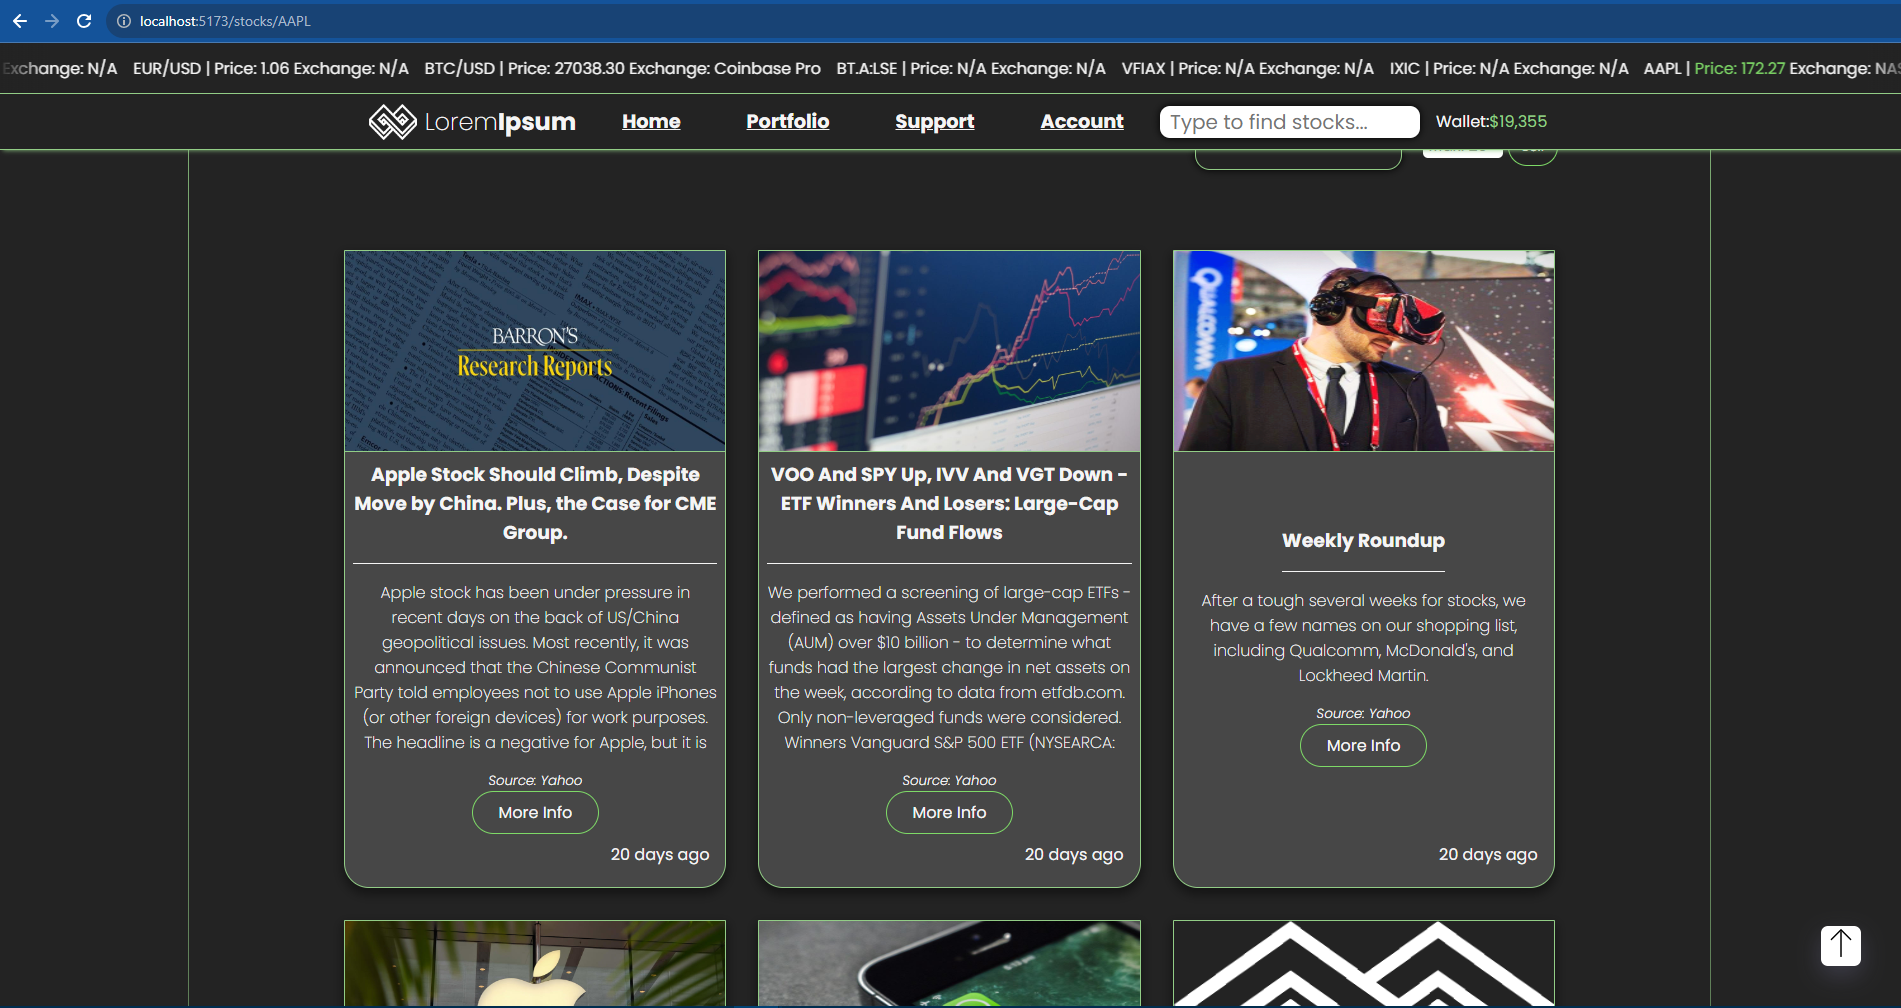 localhost:5173/stocks/AAPL
Exchange: N/A EUR/USD | Price: 1.06 Exchange: N/A BTC/USD | Price: 27038.30 Exchange: Coinbase Pro BT.A:LSE | Price: N/A Exchange: N/A VFIAX | Price: N/A Exchange: N/A IXIC | Price: N/A Exchange: N/A AAPL | Price: 172.27 Exchange: NAS
LoremIpsum Home Portfolio Support Account Type to find stocks... Wallet:$19,355
BARRON'S
Research Reports
Apple Stock Should Climb, Despite
Move by China. Plus, the Case for CME
Group.
Apple stock has been under pressure in
recent days on the back of US/China
geopolitical issues. Most recently, it was
announced that the Chinese Communist
Party told employees not to use Apple iPhones
(or other foreign devices) for work purposes.
The headline is a negative for Apple, but it is
Source: Yahoo
More Info
20 days ago
VOO And SPY Up, IVV And VGT Down -
ETF Winners And Losers: Large-Cap
Fund Flows
We performed a screening of large-cap ETFs -
defined as having Assets Under Management
(AUM) over $10 billion - to determine what
funds had the largest change in net assets on
the week, according to data from etfdb.com.
Only non-leveraged funds were considered.
Winners Vanguard S&P 500 ETF (NYSEARCA:
Source: Yahoo
More Info
20 days ago
Weekly Roundup
After a tough several weeks for stocks, we
have a few names on our shopping list,
including Qualcomm, McDonald's, and
Lockheed Martin.
Source: Yahoo
More Info
20 days ago